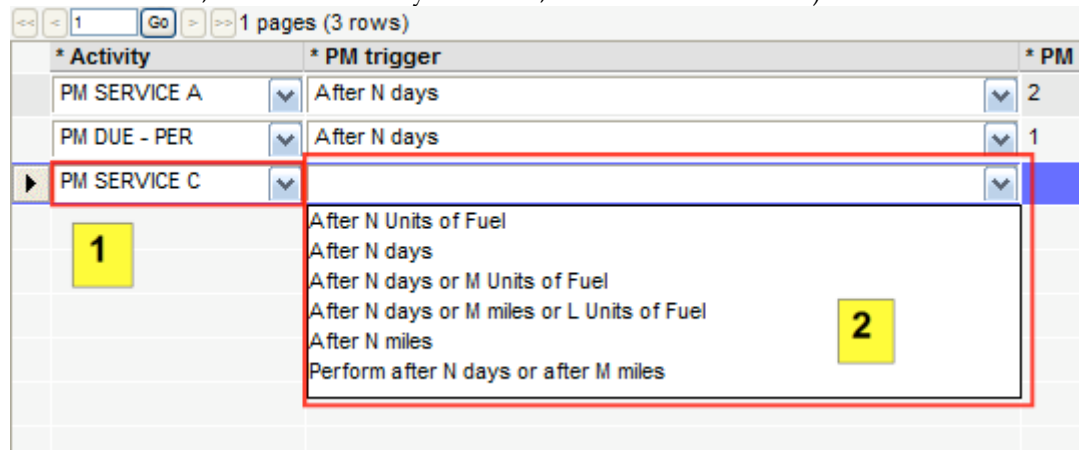 << < 1 Go > >> 1 pages (3 rows)
* Activity * PM trigger * PM
PM SERVICE A After N days 2
PM DUE - PER After N days 1
PM SERVICE C
After N Units of Fuel
1
After N days
After N days or M Units of Fuel
After N days or M miles or L Units of Fuel
2
After N miles
Perform after N days or after M miles